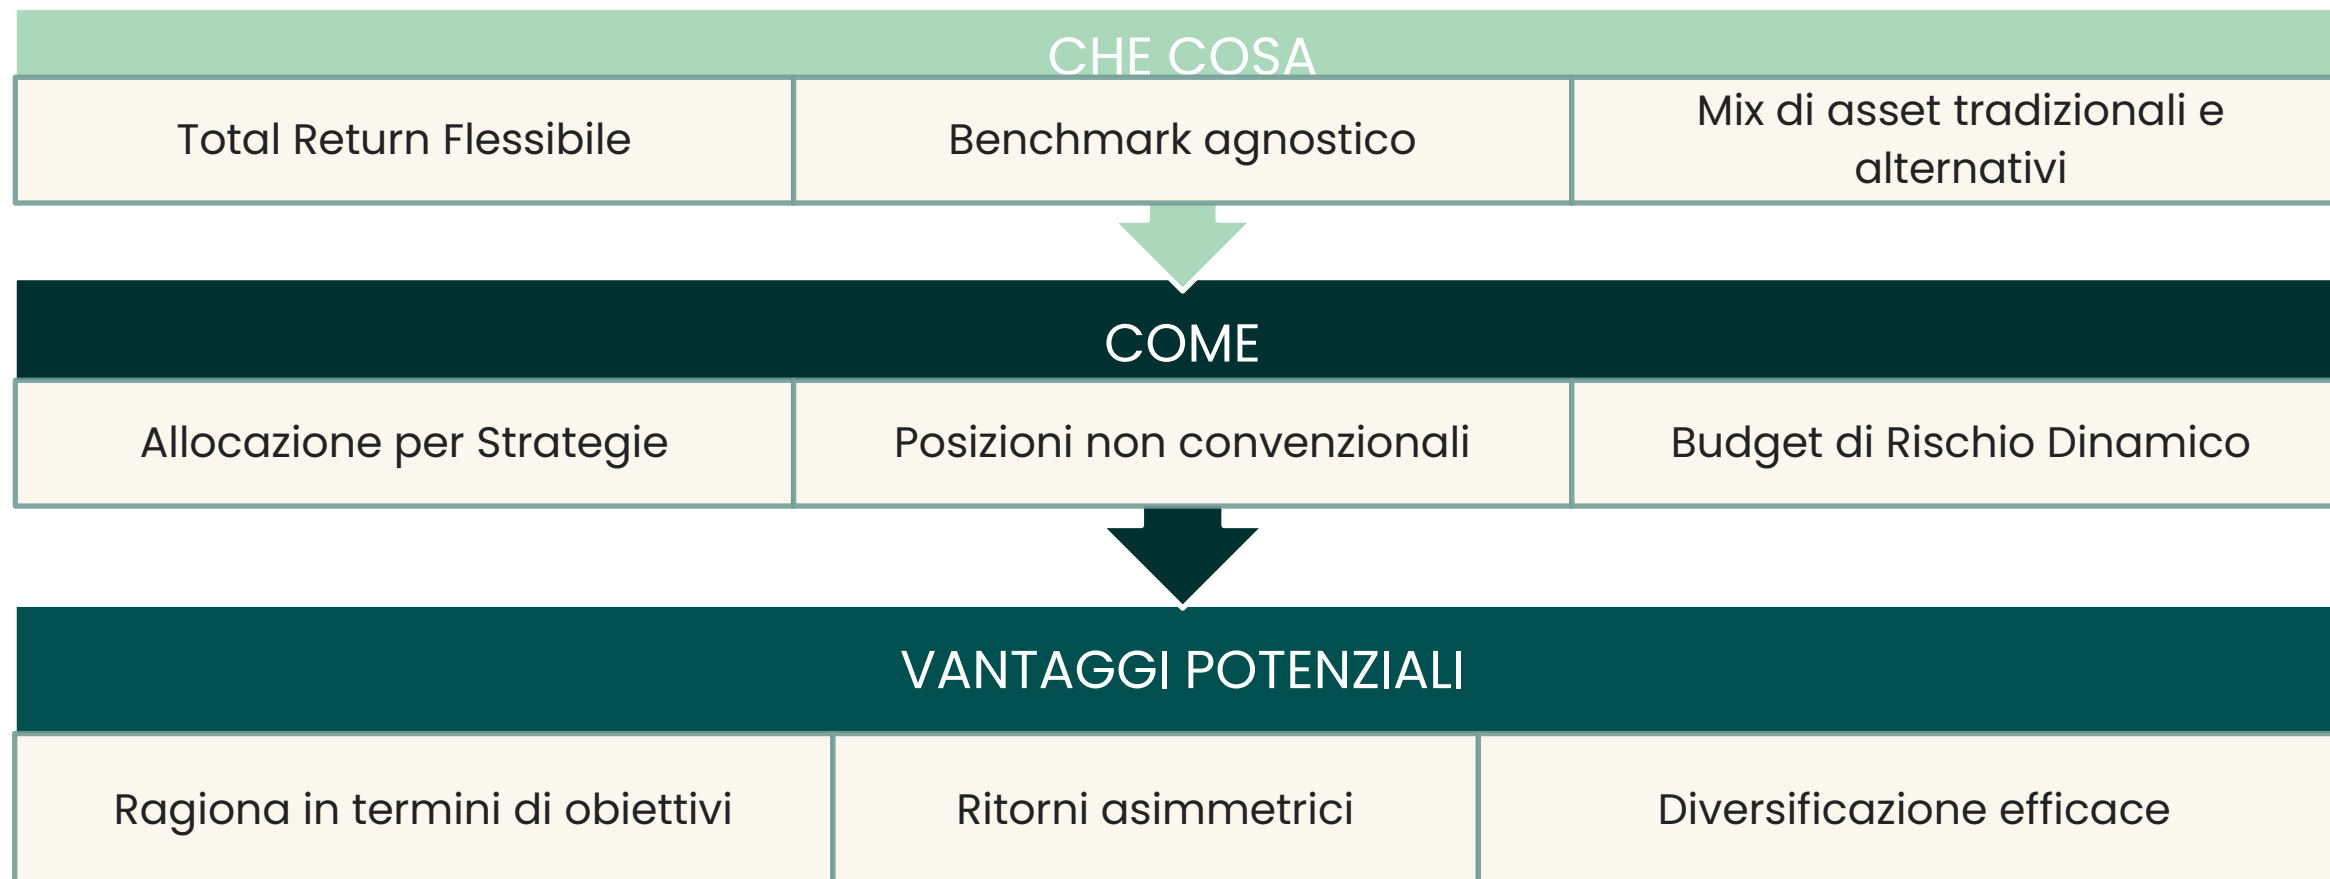 CHE COSA
Total Return Flessibile
Benchmark agnostico
Mix di asset tradizionali e
alternativi
COME
Allocazione per Strategie
Posizioni non convenzionali
Budget di Rischio Dinamico
VANTAGGI POTENZIALI
Ragiona in termini di obiettivi
Ritorni asimmetrici
Diversificazione efficace